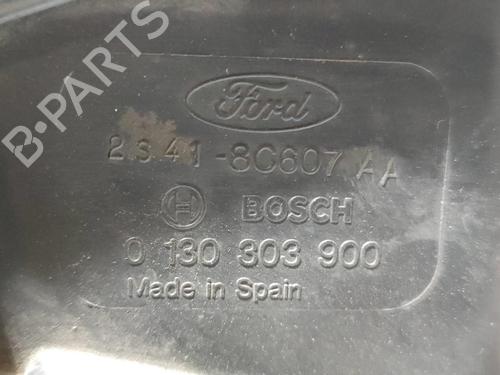 B-PARTS
Ford
2S41-8C607 AA
H BOSCH
0 130 303 900
Made in Spain